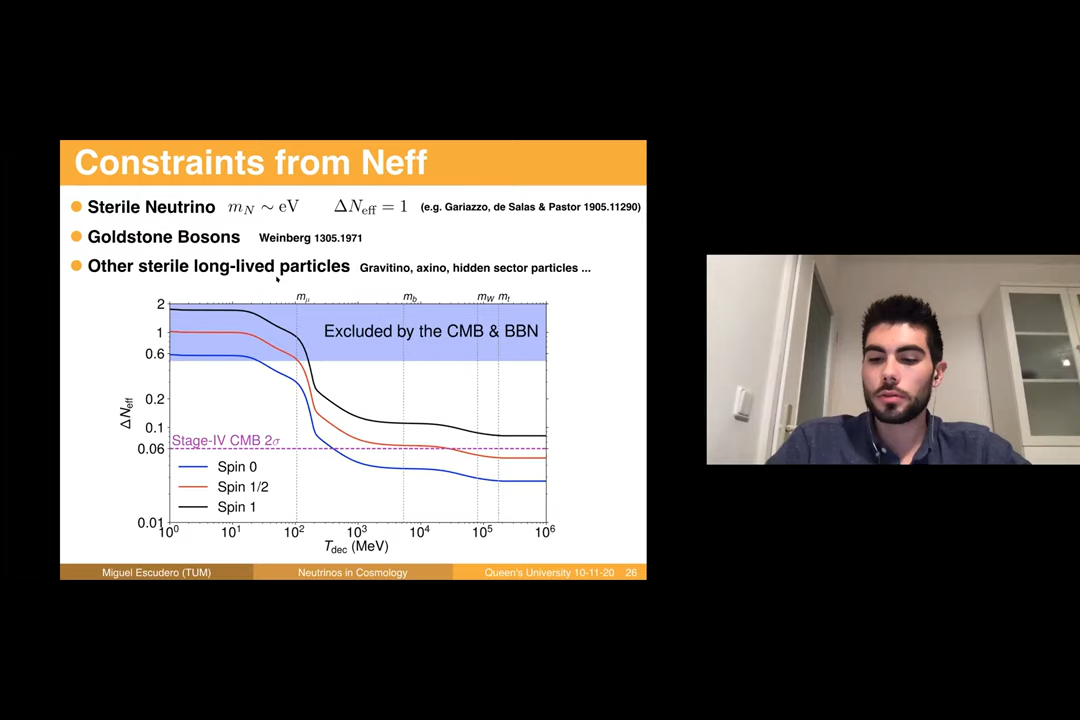 Constraints from Neff
Sterile Neutrino m_N ∼ eV ΔN_eff = 1 (e.g. Gariazzo, de Salas & Pastor 1905.11290)
Goldstone Bosons Weinberg 1305.1971
Other sterile long-lived particles Gravitino, axino, hidden sector particles ...
m_μ m_b m_W m_t
2
Excluded by the CMB & BBN
1
0.6
0.2
ΔN_eff
0.1
Stage-IV CMB 2σ
0.06
Spin 0
Spin 1/2
Spin 1
0.01
10⁰ 10¹ 10² 10³ 10⁴ 10⁵ 10⁶
T_dec (MeV)
Miguel Escudero (TUM) Neutrinos in Cosmology Queen's University 10-11-20 26